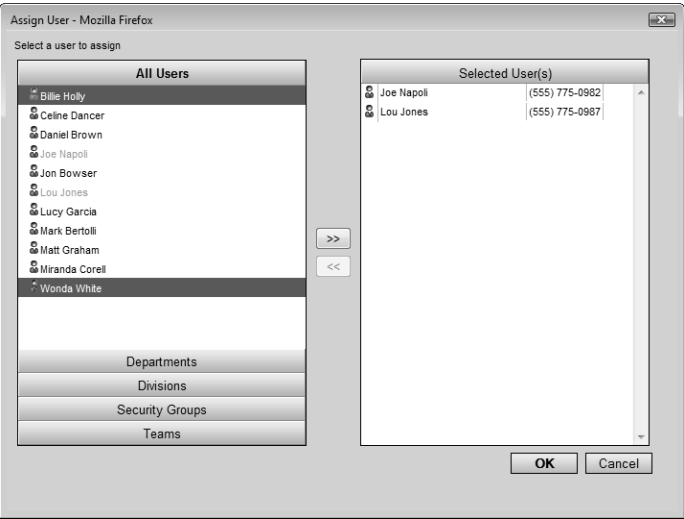 Assign User - Mozilla Firefox
Select a user to assign
All Users
Billie Holly
Celine Dancer
Daniel Brown
Joe Napoli
Jon Bowser
Lou Jones
Lucy Garcia
Mark Bertolli
Matt Graham
Miranda Corell
Wonda White
Departments
Divisions
Security Groups
Teams
>>
<<
Selected User(s)
Joe Napoli (555) 775-0982
Lou Jones (555) 775-0987
OK Cancel